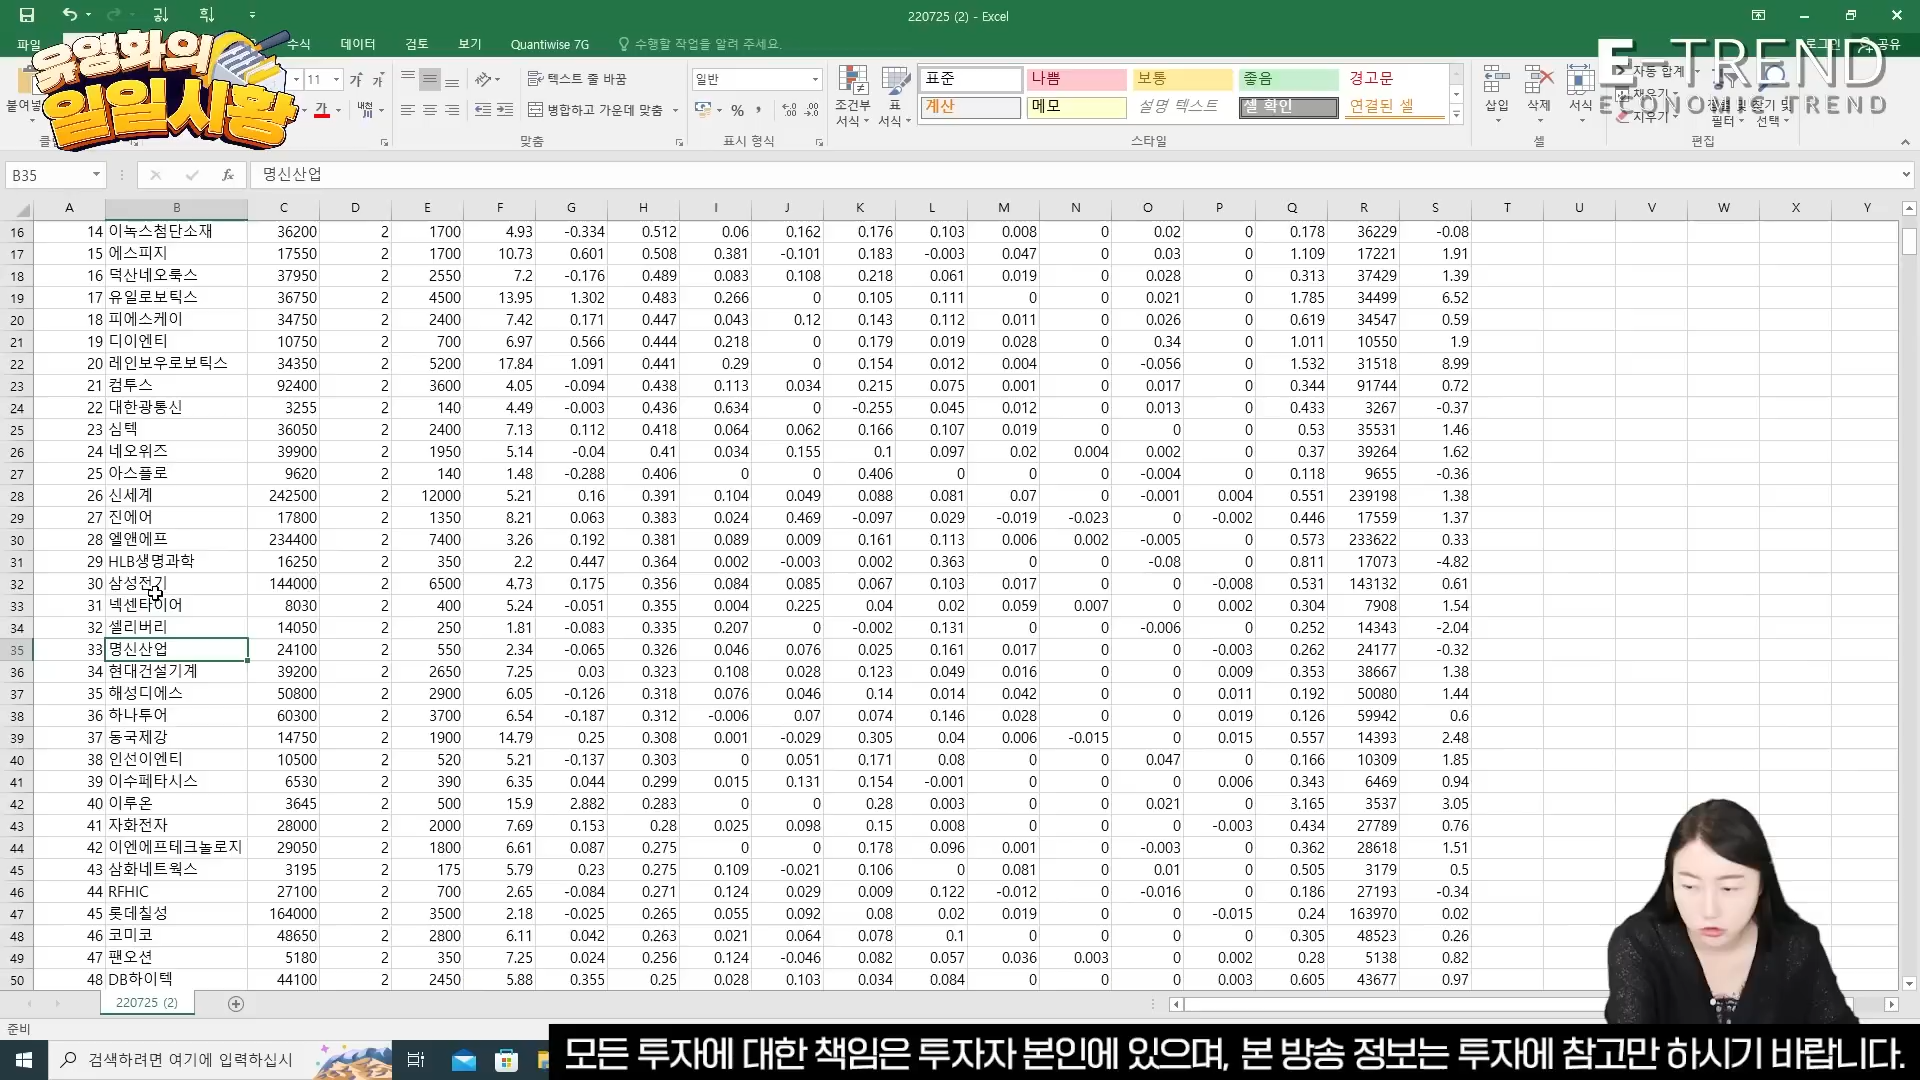 220725 (2) - Excel
파일 수식 데이터 검토 보기 Quantiwise 7G 수행할 작업을 알려 주세요. 로그인 공유
유영화의
일일시황
E-TREND
ECONOMIC TREND
11 텍스트 줄 바꿈 일반 표준 나쁨 보통 좋음 경고문 자동 합계
병합하고 가운데 맞춤 조건부 서식 표 서식 계산 메모 설명 텍스트 셀 확인 연결된 셀 삽입 삭제 서식 채우기 지우기
맞춤 표시 형식 스타일 셀 편집
B35 fx 명신산업
A B C D E F G H I J K L M N O P Q R S T U V W X Y
16 14 이녹스첨단소재 36200 2 1700 4.93 -0.334 0.512 0.06 0.162 0.176 0.103 0.008 0 0.02 0 0.178 36229 -0.08
17 15 에스피지 17550 2 1700 10.73 0.601 0.508 0.381 -0.101 0.183 -0.003 0.047 0 0.03 0 1.109 17221 1.91
18 16 덕산네오룩스 37950 2 2550 7.2 -0.176 0.489 0.083 0.108 0.218 0.061 0.019 0 0.028 0 0.313 37429 1.39
19 17 유일로보틱스 36750 2 4500 13.95 1.302 0.483 0.266 0 0.105 0.111 0 0 0.021 0 1.785 34499 6.52
20 18 피에스케이 34750 2 2400 7.42 0.171 0.447 0.043 0.12 0.143 0.112 0.011 0 0.026 0 0.619 34547 0.59
21 19 디이엔티 10750 2 700 6.97 0.566 0.444 0.218 0 0.179 0.019 0.028 0 0.34 0 1.011 10550 1.9
22 20 레인보우로보틱스 34350 2 5200 17.84 1.091 0.441 0.29 0 0.154 0.012 0.004 0 -0.056 0 1.532 31518 8.99
23 21 컴투스 92400 2 3600 4.05 -0.094 0.438 0.113 0.034 0.215 0.075 0.001 0 0.017 0 0.344 91744 0.72
24 22 대한광통신 3255 2 140 4.49 -0.003 0.436 0.634 0 -0.255 0.045 0.012 0 0.013 0 0.433 3267 -0.37
25 23 심텍 36050 2 2400 7.13 0.112 0.418 0.064 0.062 0.166 0.107 0.019 0 0 0 0.53 35531 1.46
26 24 네오위즈 39900 2 1950 5.14 -0.04 0.41 0.034 0.155 0.1 0.097 0.02 0.004 0.002 0 0.37 39264 1.62
27 25 아스플로 9620 2 140 1.48 -0.288 0.406 0 0 0.406 0 0 0 -0.004 0 0.118 9655 -0.36
28 26 신세계 242500 2 12000 5.21 0.16 0.391 0.104 0.049 0.088 0.081 0.07 0 -0.001 0.004 0.551 239198 1.38
29 27 진에어 17800 2 1350 8.21 0.063 0.383 0.024 0.469 -0.097 0.029 -0.019 -0.023 0 -0.002 0.446 17559 1.37
30 28 엘앤에프 234400 2 7400 3.26 0.192 0.381 0.089 0.009 0.161 0.113 0.006 0.002 -0.005 0 0.573 233622 0.33
31 29 HLB생명과학 16250 2 350 2.2 0.447 0.364 0.002 -0.003 0.002 0.363 0 0 -0.08 0 0.811 17073 -4.82
32 30 삼성전기 144000 2 6500 4.73 0.175 0.356 0.084 0.085 0.067 0.103 0.017 0 0 -0.008 0.531 143132 0.61
33 31 넥센타이어 8030 2 400 5.24 -0.051 0.355 0.004 0.225 0.04 0.02 0.059 0.007 0 0.002 0.304 7908 1.54
34 32 셀리버리 14050 2 250 1.81 -0.083 0.335 0.207 0 -0.002 0.131 0 0 -0.006 0 0.252 14343 -2.04
35 33 명신산업 24100 2 550 2.34 -0.065 0.326 0.046 0.076 0.025 0.161 0.017 0 0 -0.003 0.262 24177 -0.32
36 34 현대건설기계 39200 2 2650 7.25 0.03 0.323 0.108 0.028 0.123 0.049 0.016 0 0 0.009 0.353 38667 1.38
37 35 해성디에스 50800 2 2900 6.05 -0.126 0.318 0.076 0.046 0.14 0.014 0.042 0 0 0.011 0.192 50080 1.44
38 36 하나투어 60300 2 3700 6.54 -0.187 0.312 -0.006 0.07 0.074 0.146 0.028 0 0 0.019 0.126 59942 0.6
39 37 동국제강 14750 2 1900 14.79 0.25 0.308 0.001 -0.029 0.305 0.04 0.006 -0.015 0 0.015 0.557 14393 2.48
40 38 인선이엔티 10500 2 520 5.21 -0.137 0.303 0 0.051 0.171 0.08 0 0 0.047 0 0.166 10309 1.85
41 39 이수페타시스 6530 2 390 6.35 0.044 0.299 0.015 0.131 0.154 -0.001 0 0 0 0.006 0.343 6469 0.94
42 40 이루온 3645 2 500 15.9 2.882 0.283 0 0 0.28 0.003 0 0 0.021 0 3.165 3537 3.05
43 41 자화전자 28000 2 2000 7.69 0.153 0.28 0.025 0.098 0.15 0.008 0 0 0 -0.003 0.434 27789 0.76
44 42 이엔에프테크놀로지 29050 2 1800 6.61 0.087 0.275 0 0 0.178 0.096 0.001 0 -0.003 0 0.362 28618 1.51
45 43 삼화네트웍스 3195 2 175 5.79 0.23 0.275 0.109 -0.021 0.106 0 0.081 0 0.01 0 0.505 3179 0.5
46 44 RFHIC 27100 2 700 2.65 -0.084 0.271 0.124 0.029 0.009 0.122 -0.012 0 -0.016 0 0.186 27193 -0.34
47 45 롯데칠성 164000 2 3500 2.18 -0.025 0.265 0.055 0.092 0.08 0.02 0.019 0 0 -0.015 0.24 163970 0.02
48 46 코미코 48650 2 2800 6.11 0.042 0.263 0.021 0.064 0.078 0.1 0 0 0 0 0.305 48523 0.26
49 47 팬오션 5180 2 350 7.25 0.024 0.256 0.124 -0.046 0.082 0.057 0.036 0.003 0 0.002 0.28 5138 0.82
50 48 DB하이텍 44100 2 2450 5.88 0.355 0.25 0.028 0.103 0.034 0.084 0 0 0 0.003 0.605 43677 0.97
220725 (2)
준비
검색하려면 여기에 입력하십시
모든 투자에 대한 책임은 투자자 본인에 있으며, 본 방송 정보는 투자에 참고만 하시기 바랍니다.